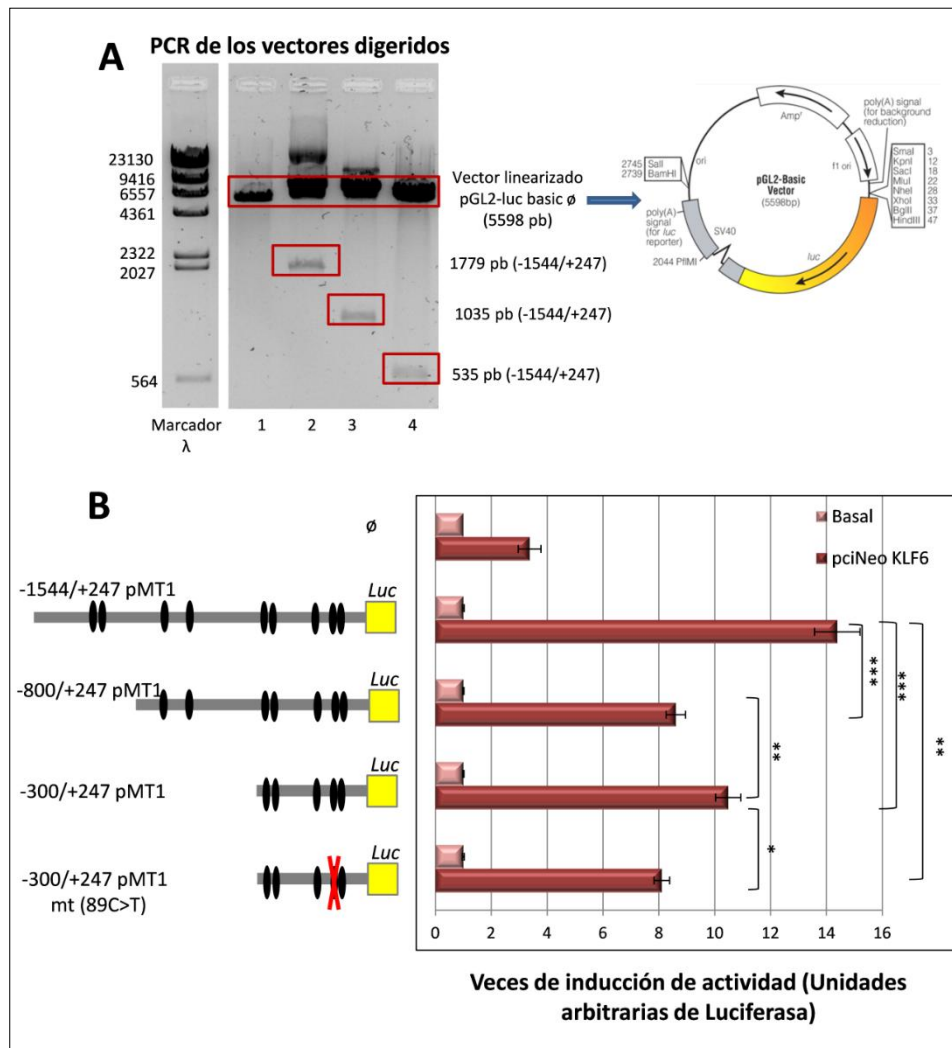 A
PCR de los vectores digeridos
23130
9416
6557
4361
2322
2027
564
Marcador
λ
1 2 3 4
Vector linearizado
pGL2-luc basic ø
(5598 pb)
1779 pb (-1544/+247)
1035 pb (-1544/+247)
535 pb (-1544/+247)
Ampʳ
poly(A) signal
(for background
reduction)
f1 ori
ori
2745 SalI
2739 BamHI
pGL2-Basic
Vector
(5598bp)
SmaI 3
KpnI 12
SacI 18
MluI 22
NheI 28
XhoI 33
BglII 37
HindIII 47
poly(A) signal
(for luc
reporter)
SV40
2044 PflMI
luc
B
ø
-1544/+247 pMT1
Luc
-800/+247 pMT1
Luc
-300/+247 pMT1
Luc
-300/+247 pMT1
mt (89C>T)
Luc
Basal
pciNeo KLF6
***
***
**
**
*
0 2 4 6 8 10 12 14 16
Veces de inducción de actividad (Unidades
arbitrarias de Luciferasa)